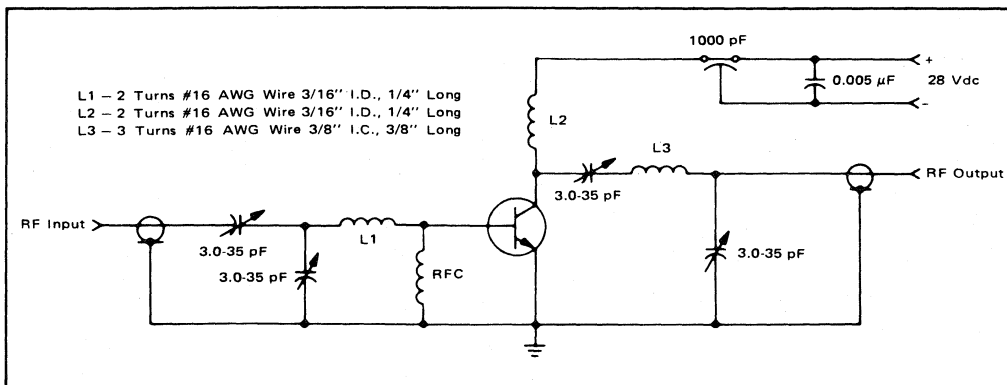 1000 pF
+
0.005 µF
28 Vdc
-
L1 – 2 Turns #16 AWG Wire 3/16'' I.D., 1/4'' Long
L2 – 2 Turns #16 AWG Wire 3/16'' I.D., 1/4'' Long
L3 – 3 Turns #16 AWG Wire 3/8'' I.C., 3/8'' Long
L2
L3
RF Output
3.0-35 pF
RF Input
L1
3.0-35 pF
3.0-35 pF
RFC
3.0-35 pF